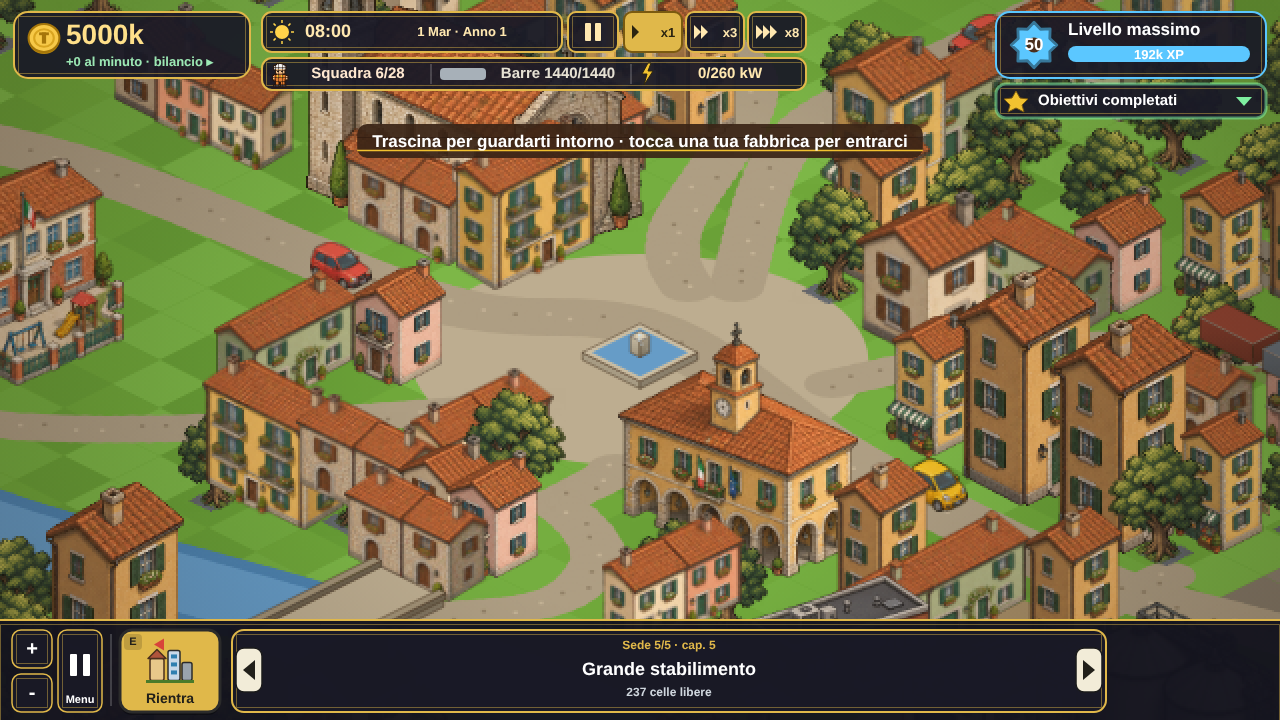 5000k
+0 al minuto · bilancio ▸
08:00
1 Mar · Anno 1
x1
x3
x8
Squadra 6/28
Barre 1440/1440
0/260 kW
50
Livello massimo
192k XP
Obiettivi completati
Trascina per guardarti intorno · tocca una tua fabbrica per entrarci
+
-
Menu
E
Rientra
Sede 5/5 · cap. 5
Grande stabilimento
237 celle libere